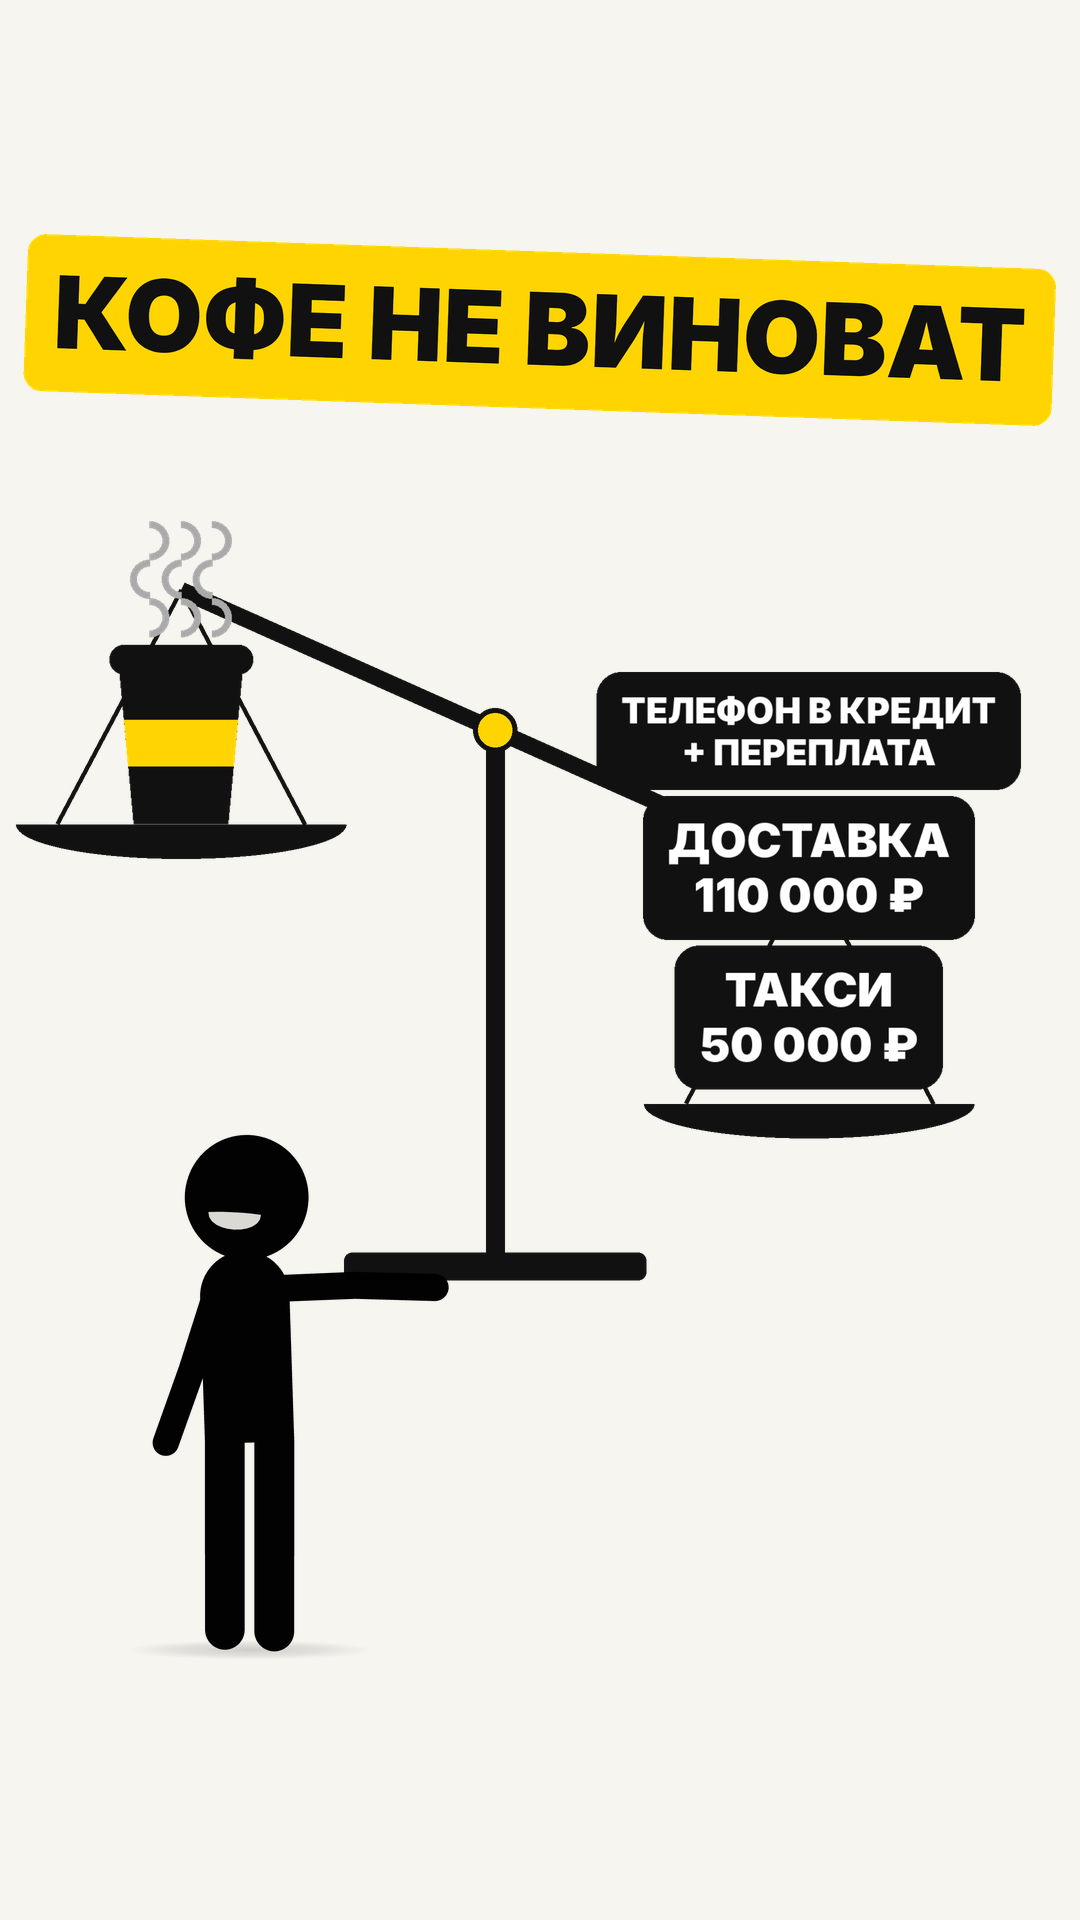 КОФЕ НЕ ВИНОВАТ
ТЕЛЕФОН В КРЕДИТ
+ ПЕРЕПЛАТА
ДОСТАВКА
110 000 ₽
ТАКСИ
50 000 ₽